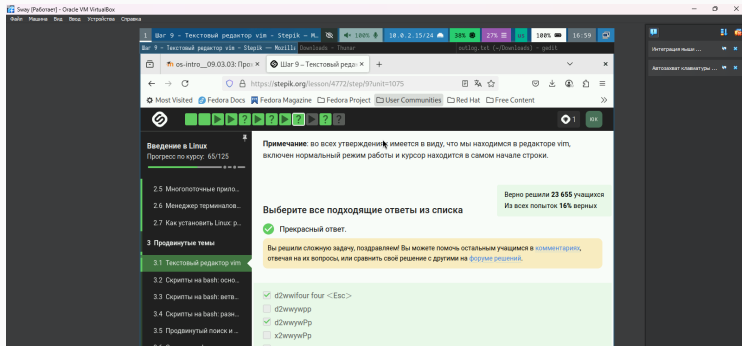 Sway [Работает] - Oracle VM VirtualBox
Файл Машина Вид Ввод Устройства Справка
1 Шаг 9 – Текстовый редактор vim – Stepik — M… 100% 10.0.2.15/24 38% 27% us 100% 16:59
Шаг 9 – Текстовый редактор vim – Stepik — Mozilla Downloads – Thunar outlog.txt (~/Downloads) – gedit
os-intro__09.03.03: Про Шаг 9 – Текстовый редак
https://stepik.org/lesson/4772/step/9?unit=1075
Most Visited Fedora Docs Fedora Magazine Fedora Project User Communities Red Hat Free Content
Интеграция мыши ...
Автозахват клавиатуры ...
1 КЖ
Введение в Linux
Прогресс по курсу: 65/125
2.5 Многопоточные прило…
2.6 Менеджер терминалов…
2.7 Как установить Linux: р…
3 Продвинутые темы
3.1 Текстовый редактор vim
3.2 Скрипты на bash: осно…
3.3 Скрипты на bash: ветв…
3.4 Скрипты на bash: разн…
3.5 Продвинутый поиск и …
Примечание: во всех утверждениях имеется в виду, что мы находимся в редакторе vim,
включен нормальный режим работы и курсор находится в самом начале строки.
Верно решили 23 655 учащихся
Из всех попыток 16% верных
Выберите все подходящие ответы из списка
Прекрасный ответ.
Вы решили сложную задачу, поздравляем! Вы можете помочь остальным учащимся в комментариях,
отвечая на их вопросы, или сравнить своё решение с другими на форуме решений.
d2wwifour four <Esc>
d2wwywpp
d2wwywPp
x2wwywPp